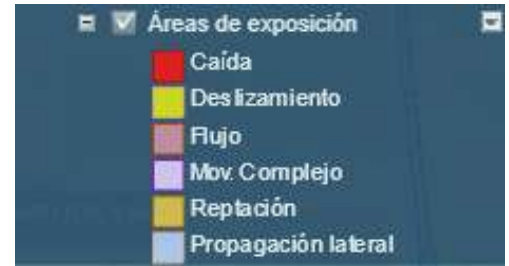 Áreas de exposición
Caída
Deslizamiento
Flujo
Mov. Complejo
Reptación
Propagación lateral